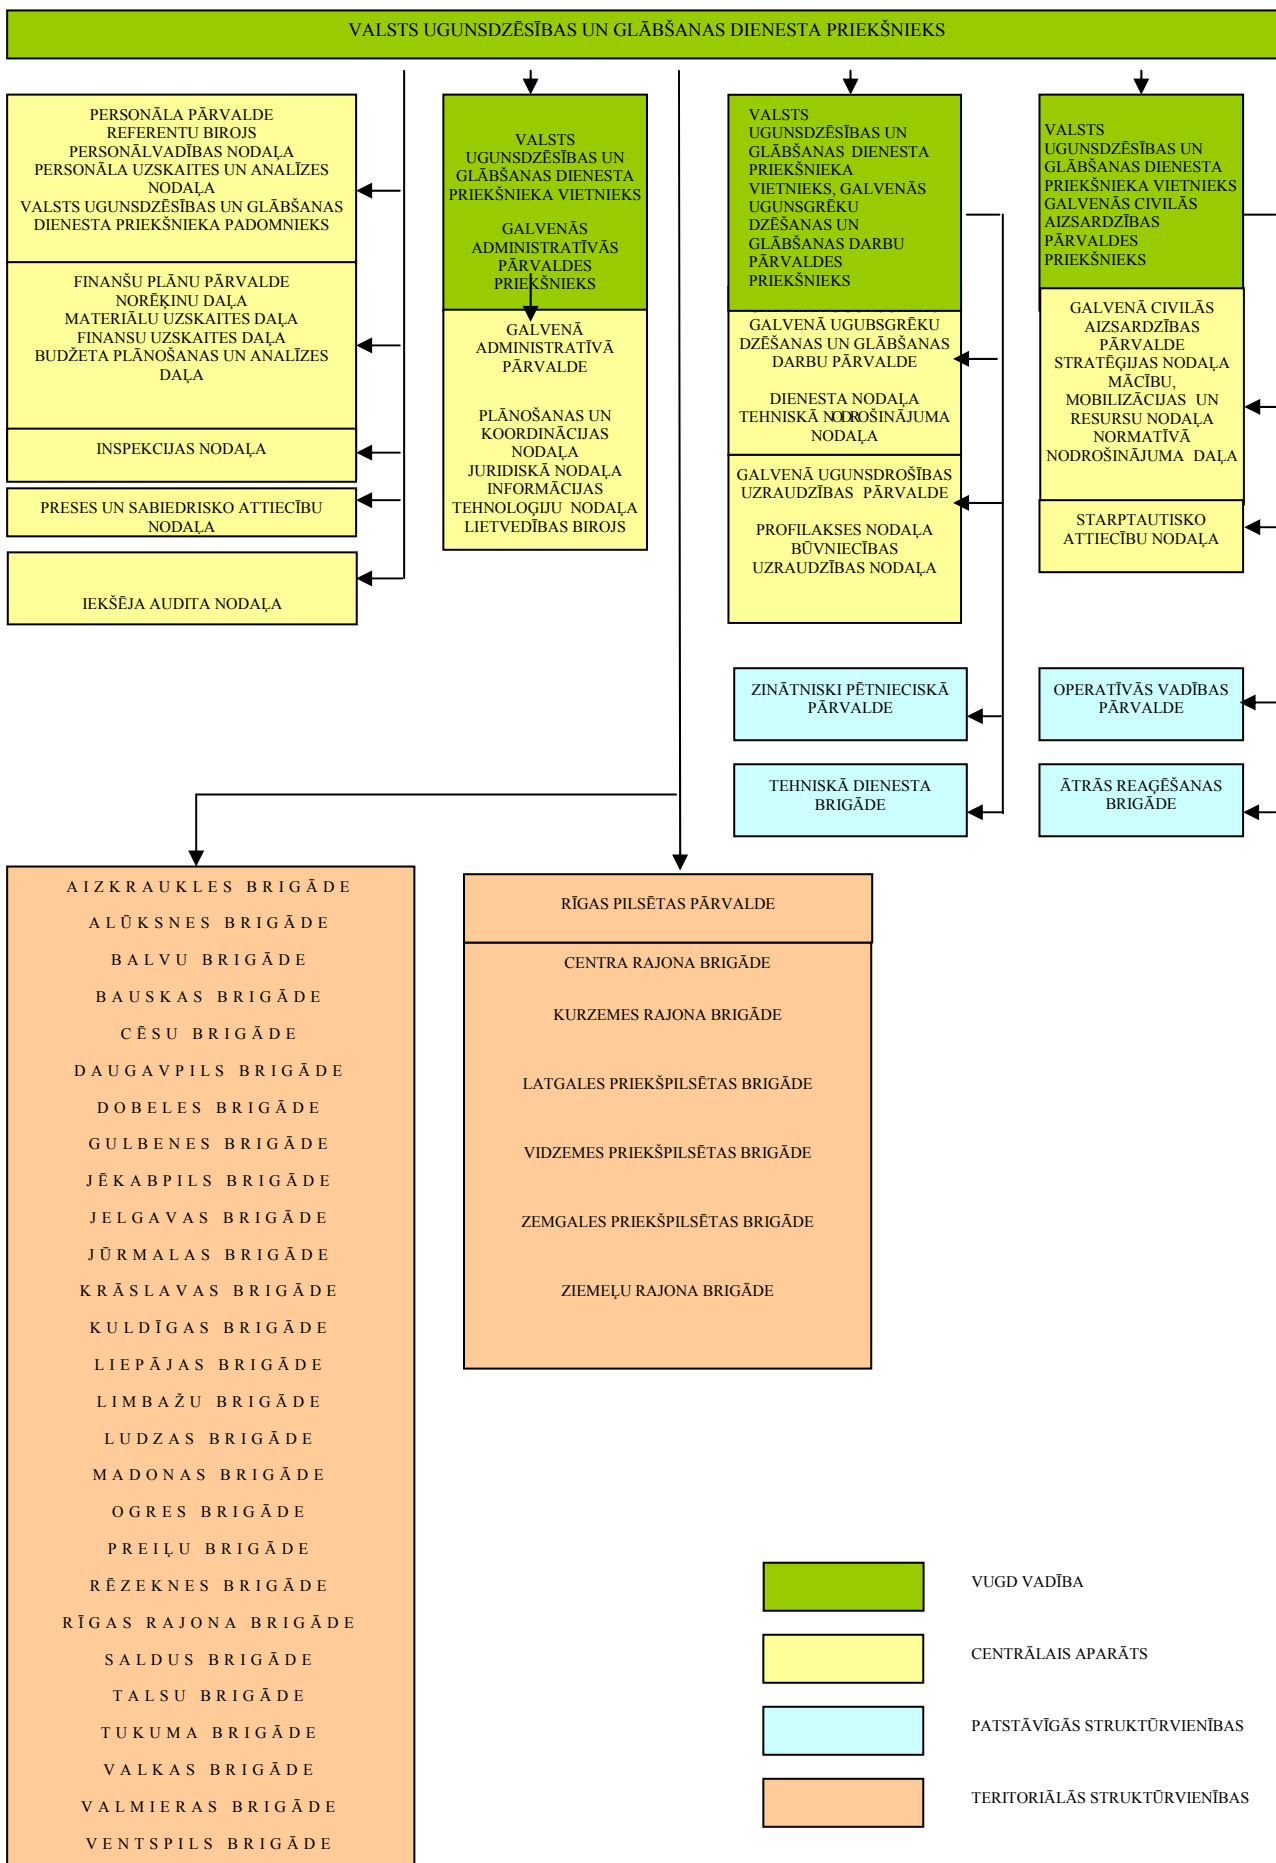 VALSTS UGUNSDZĒSĪBAS UN GLĀBŠANAS DIENESTA PRIEKŠNIEKS
PERSONĀLA PĀRVALDE
REFERENTU BIROJS
PERSONĀLVADĪBAS NODAĻA
PERSONĀLA UZSKAITES UN ANALĪZES
NODAĻA
VALSTS UGUNSDZĒSĪBAS UN GLĀBŠANAS
DIENESTA PRIEKŠNIEKA PADOMNIEKS
FINANŠU PLĀNU PĀRVALDE
NORĒĶINU DAĻA
MATERIĀLU UZSKAITES DAĻA
FINANSU UZSKAITES DAĻA
BUDŽETA PLĀNOŠANAS UN ANALĪZES
DAĻA
INSPEKCIJAS NODAĻA
PRESES UN SABIEDRISKO ATTIECĪBU
NODAĻA
IEKŠĒJA AUDITA NODAĻA
VALSTS
UGUNSDZĒSĪBAS UN
GLĀBŠANAS DIENESTA
PRIEKŠNIEKA VIETNIEKS
GALVENĀS
ADMINISTRATĪVĀS
PĀRVALDES
PRIEKŠNIEKS
GALVENĀ
ADMINISTRATĪVĀ
PĀRVALDE
PLĀNOŠANAS UN
KOORDINĀCIJAS
NODAĻA
JURIDISKĀ NODAĻA
INFORMĀCIJAS
TEHNOLOĢIJU NODAĻA
LIETVEDĪBAS BIROJS
VALSTS
UGUNSDZĒSĪBAS UN
GLĀBŠANAS DIENESTA
PRIEKŠNIEKA
VIETNIEKS, GALVENĀS
UGUNSGRĒKU
DZĒŠANAS UN
GLĀBŠANAS DARBU
PĀRVALDES
PRIEKŠNIEKS
GALVENĀ UGUBSGRĒKU
DZĒŠANAS UN GLĀBŠANAS
DARBU PĀRVALDE
DIENESTA NODAĻA
TEHNISKĀ NODROŠINĀJUMA
NODAĻA
GALVENĀ UGUNSDROŠĪBAS
UZRAUDZĪBAS PĀRVALDE
PROFILAKSES NODAĻA
BŪVNIECĪBAS
UZRAUDZĪBAS NODAĻA
VALSTS
UGUNSDZĒSĪBAS UN
GLĀBŠANAS DIENESTA
PRIEKŠNIEKA VIETNIEKS
GALVENĀS CIVILĀS
AIZSARDZĪBAS
PĀRVALDES
PRIEKŠNIEKS
GALVENĀ CIVILĀS
AIZSARDZĪBAS
PĀRVALDE
STRATĒĢIJAS NODAĻA
MĀCĪBU,
MOBILIZĀCIJAS UN
RESURSU NODAĻA
NORMATĪVĀ
NODROŠINĀJUMA DAĻA
STARPTAUTISKO
ATTIECĪBU NODAĻA
ZINĀTNISKI PĒTNIECISKĀ
PĀRVALDE
TEHNISKĀ DIENESTA
BRIGĀDE
OPERATĪVĀS VADĪBAS
PĀRVALDE
ĀTRĀS REAĢĒŠANAS
BRIGĀDE
AIZKRAUKLES BRIGĀDE
ALŪKSNES BRIGĀDE
BALVU BRIGĀDE
BAUSKAS BRIGĀDE
CĒSU BRIGĀDE
DAUGAVPILS BRIGĀDE
DOBELES BRIGĀDE
GULBENES BRIGĀDE
JĒKABPILS BRIGĀDE
JELGAVAS BRIGĀDE
JŪRMALAS BRIGĀDE
KRĀSLAVAS BRIGĀDE
KULDĪGAS BRIGĀDE
LIEPĀJAS BRIGĀDE
LIMBAŽU BRIGĀDE
LUDZAS BRIGĀDE
MADONAS BRIGĀDE
OGRES BRIGĀDE
PREIĻU BRIGĀDE
RĒZEKNES BRIGĀDE
RĪGAS RAJONA BRIGĀDE
SALDUS BRIGĀDE
TALSU BRIGĀDE
TUKUMA BRIGĀDE
VALKAS BRIGĀDE
VALMIERAS BRIGĀDE
VENTSPILS BRIGĀDE
RĪGAS PILSĒTAS PĀRVALDE
CENTRA RAJONA BRIGĀDE
KURZEMES RAJONA BRIGĀDE
LATGALES PRIEKŠPILSĒTAS BRIGĀDE
VIDZEMES PRIEKŠPILSĒTAS BRIGĀDE
ZEMGALES PRIEKŠPILSĒTAS BRIGĀDE
ZIEMEĻU RAJONA BRIGĀDE
VUGD VADĪBA
CENTRĀLAIS APARĀTS
PATSTĀVĪGĀS STRUKTŪRVIENĪBAS
TERITORIĀLĀS STRUKTŪRVIENĪBAS